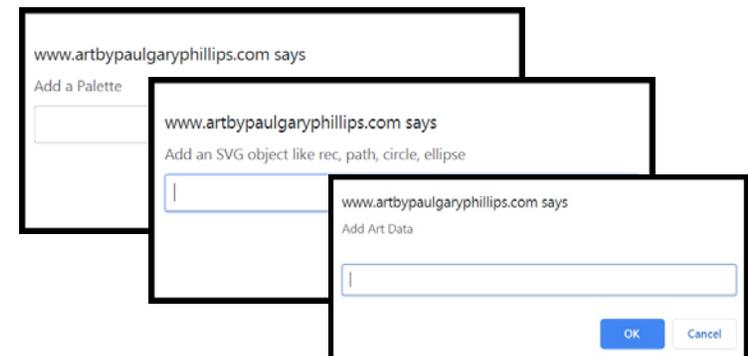 www.artbypaulgaryphillips.com says
Add a Palette
www.artbypaulgaryphillips.com says
Add an SVG object like rec, path, circle, ellipse
www.artbypaulgaryphillips.com says
Add Art Data
OK Cancel